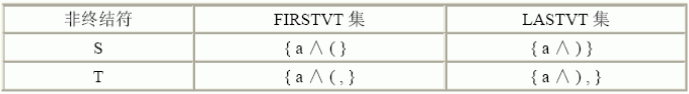 非终结符 FIRSTVT 集 LASTVT 集
S { a ∧ ( } { a ∧ ) }
T { a ∧ ( , } { a ∧ ) , }